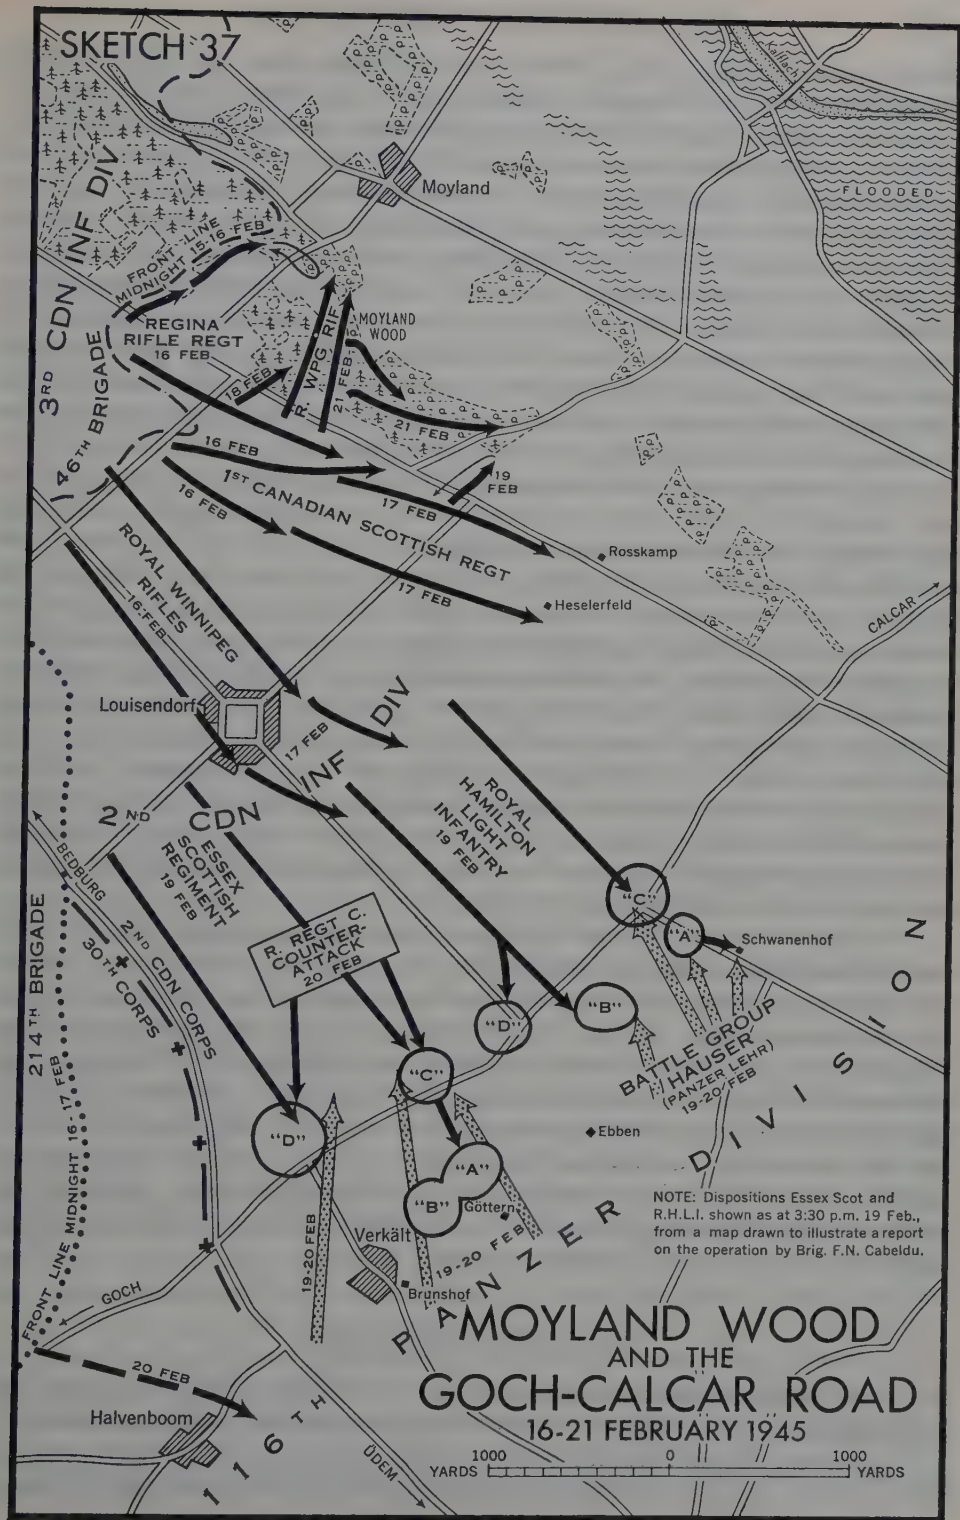 SKETCH 37
Kalflach
FLOODED
Moyland
3RD CDN INF DIV
FRONT LINE
MIDNIGHT 15-16 FEB
46TH BRIGADE
REGINA
RIFLE REGT
16 FEB
18 FEB
R. WPG RIF
21 FEB
MOYLAND
WOOD
21 FEB
16 FEB
19
FEB
1ST CANADIAN SCOTTISH REGT
16 FEB
17 FEB
17 FEB
Rosskamp
Heselerfeld
CALCAR
ROYAL WINNIPEG
RIFLES
16 FEB
Louisendorf
17 FEB
2ND CDN INF DIV
ROYAL
HAMILTON
LIGHT
INFANTRY
19 FEB
ESSEX
SCOTTISH
REGIMENT
19 FEB
BEDBURG
2ND CDN CORPS
30TH CORPS
214TH BRIGADE
FRONT LINE MIDNIGHT 16-17 FEB
R. REGT C.
COUNTER-
ATTACK
20 FEB
"C"
"A"
Schwanenhof
"B"
"D"
"C"
"D"
"A"
"B"
BATTLE GROUP
HAUSER
(PANZER LEHR)
19-20 FEB
Ebben
Göttern
19-20 FEB
19-20 FEB
Verkält
Brunshof
116TH PANZER DIVISION
NOTE: Dispositions Essex Scot and
R.H.L.I. shown as at 3:30 p.m. 19 Feb.,
from a map drawn to illustrate a report
on the operation by Brig. F.N. Cabeldu.
GOCH
20 FEB
Halvenboom
ÜDEM
MOYLAND WOOD
AND THE
GOCH-CALCAR ROAD
16-21 FEBRUARY 1945
1000 0 1000
YARDS YARDS